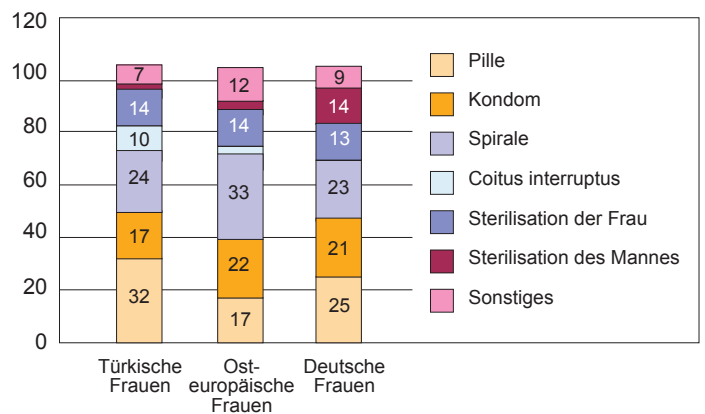 120
100
80
60
40
20
0
7
14
10
24
17
32
12
14
33
22
17
9
14
13
23
21
25
Türkische
Frauen
Ost-
europäische
Frauen
Deutsche
Frauen
Pille
Kondom
Spirale
Coitus interruptus
Sterilisation der Frau
Sterilisation des Mannes
Sonstiges